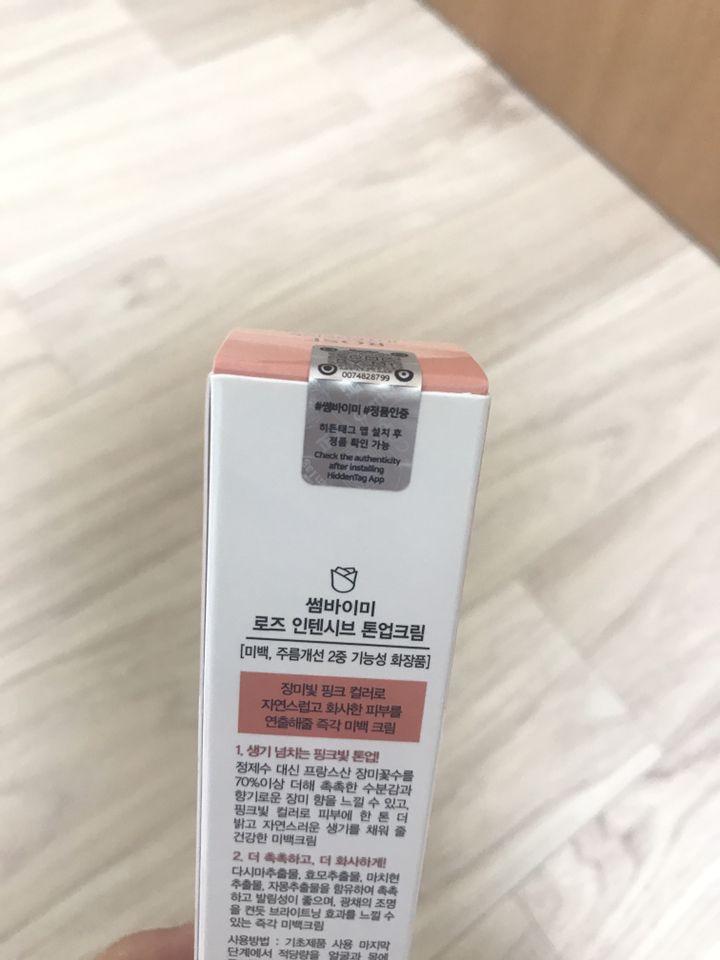 0074828799
#썸바이미 #정품인증
히든태그 앱 설치 후
정품 확인 가능
Check the authenticity
after installing
HiddenTag App
썸바이미
로즈 인텐시브 톤업크림
[미백, 주름개선 2중 기능성 화장품]
장미빛 핑크 컬러로
자연스럽고 화사한 피부를
연출해줄 즉각 미백 크림
1. 생기 넘치는 핑크빛 톤업!
정제수 대신 프랑스산 장미꽃수를
70%이상 더해 촉촉한 수분감과
향기로운 장미 향을 느낄 수 있고,
핑크빛 컬러로 피부에 한 톤 더
밝고 자연스러운 생기를 채워 줄
건강한 미백크림
2. 더 촉촉하고, 더 화사하게!
다시마추출물, 효모추출물, 마치현
추출물, 자몽추출물을 함유하여 촉촉
하고 발림성이 좋으며, 광채의 조명
을 켠듯 브라이트닝 효과를 느낄 수
있는 즉각 미백크림
사용방법 : 기초제품 사용 마지막
단계에서 적당량을 얼굴과 목에